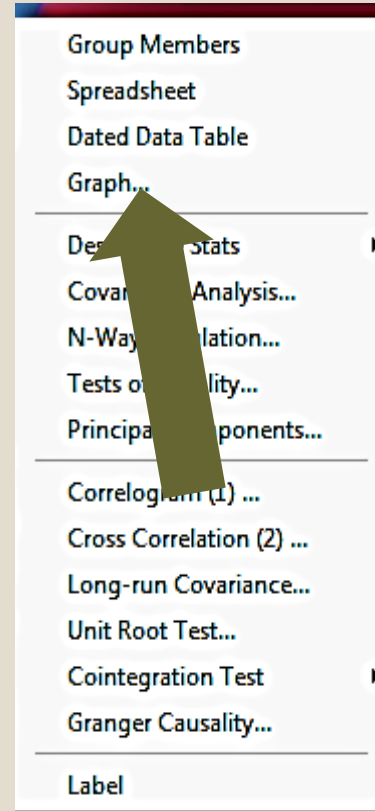 Group Members
Spreadsheet
Dated Data Table
Graph...
Stats
Analysis...
N-Way
Tests of
Correlogram (1) ...
Cross Correlation (2) ...
Long-run Covariance...
Unit Root Test...
Cointegration Test
Granger Causality...
Label